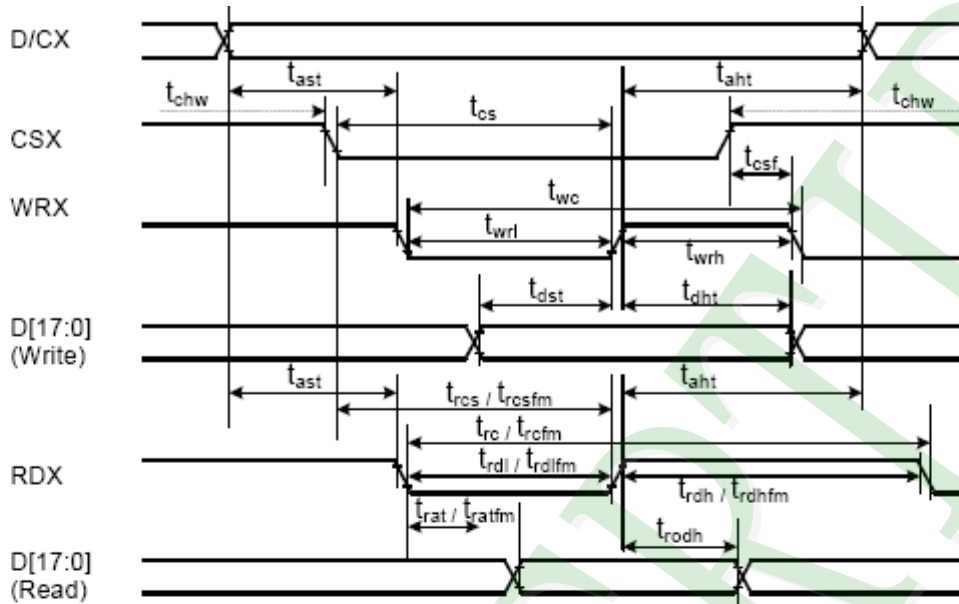 D/CX
t_ast t_aht
t_chw t_chw
t_cs
CSX
t_csf
WRX
t_wc
t_wrl t_wrh
t_dst t_dht
D[17:0]
(Write)
t_ast t_aht
t_rcs / t_rcsfm
t_rc / t_rcfm
RDX
t_rdl / t_rdlfm
t_rdh / t_rdhfm
t_rat / t_ratfm
t_rodh
D[17:0]
(Read)